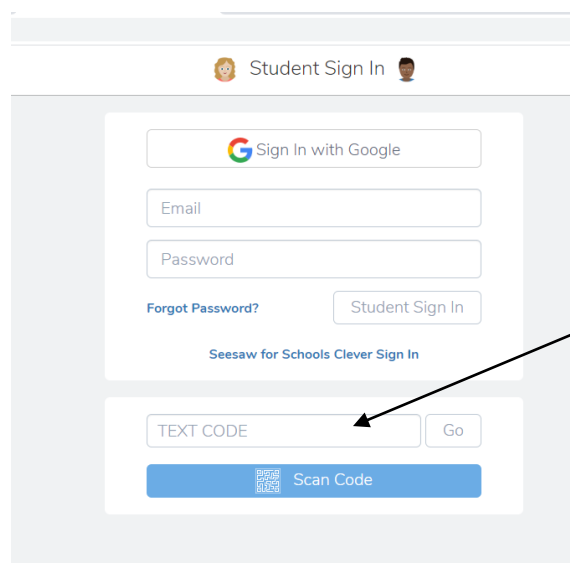 Student Sign In
Sign In with Google
Email
Password
Forgot Password? Student Sign In
Seesaw for Schools Clever Sign In
TEXT CODE Go
Scan Code